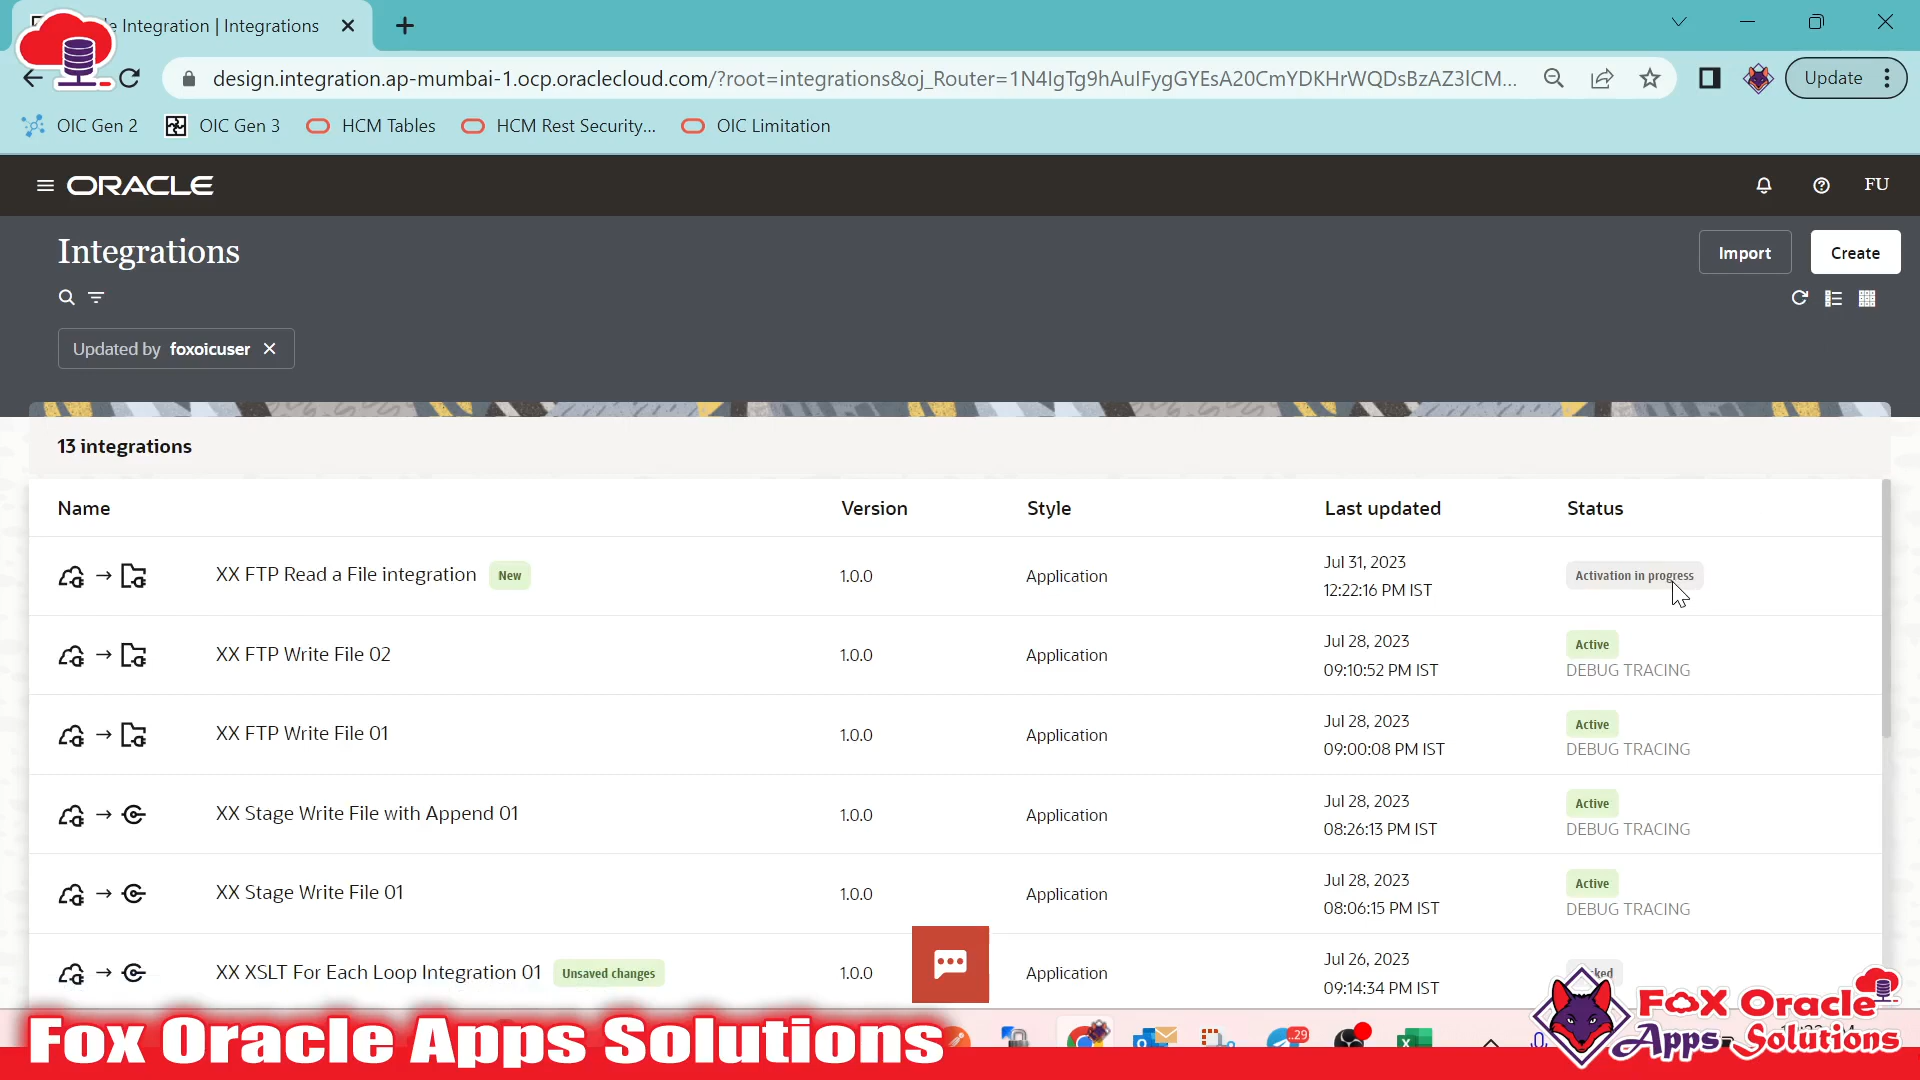 Integration | Integrations
design.integration.ap-mumbai-1.ocp.oraclecloud.com/?root=integrations&oj_Router=1N4IgTg9hAuIFygGYEsA20CmYDKHrWQDsBzAZ3lCM...
Update
OIC Gen 2
OIC Gen 3
HCM Tables
HCM Rest Security...
OIC Limitation
ORACLE
FU
Integrations
Import
Create
Updated by foxoicuser
13 integrations
Name Version Style Last updated Status
XX FTP Read a File integration New 1.0.0 Application Jul 31, 2023 12:22:16 PM IST Activation in progress
XX FTP Write File 02 1.0.0 Application Jul 28, 2023 09:10:52 PM IST Active DEBUG TRACING
XX FTP Write File 01 1.0.0 Application Jul 28, 2023 09:00:08 PM IST Active DEBUG TRACING
XX Stage Write File with Append 01 1.0.0 Application Jul 28, 2023 08:26:13 PM IST Active DEBUG TRACING
XX Stage Write File 01 1.0.0 Application Jul 28, 2023 08:06:15 PM IST Active DEBUG TRACING
XX XSLT For Each Loop Integration 01 Unsaved changes 1.0.0 Application Jul 26, 2023 09:14:34 PM IST
Fox Oracle Apps Solutions
..29
Fox Oracle
Apps Solutions